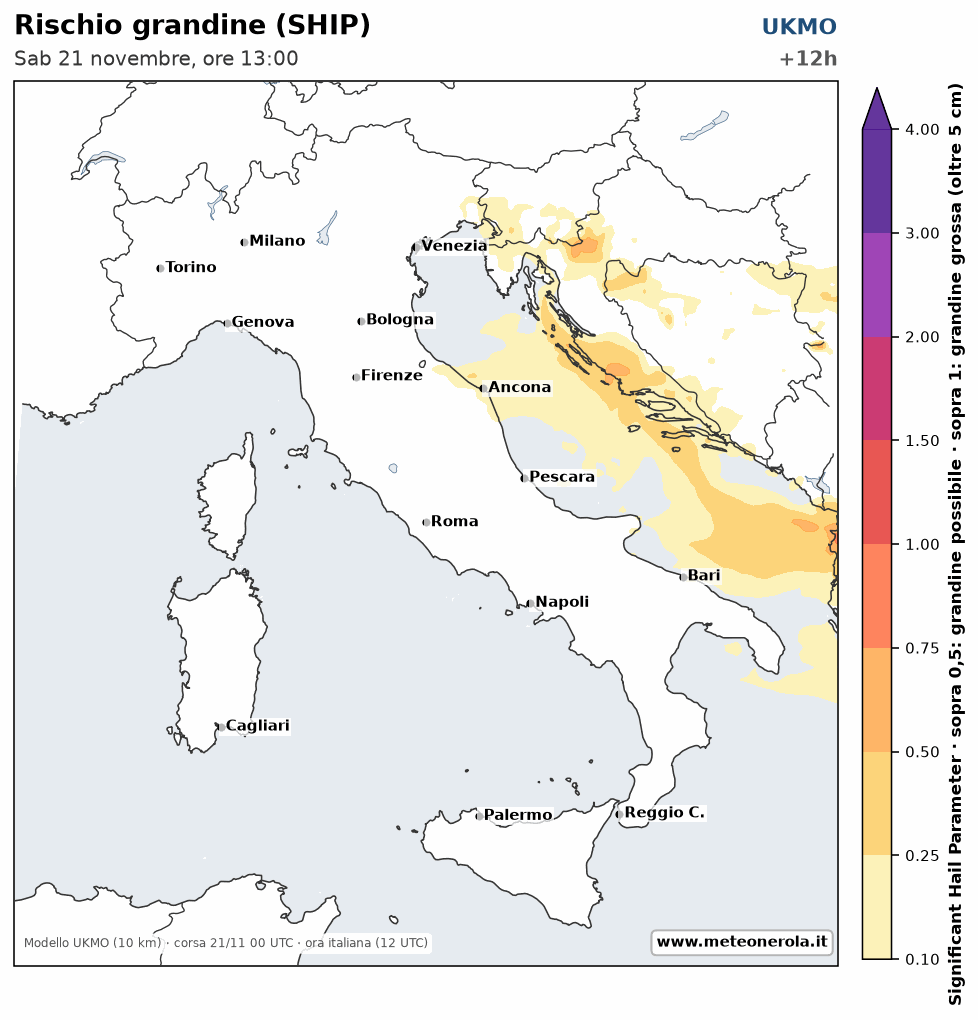 Rischio grandine (SHIP)
UKMO
Sab 21 novembre, ore 13:00
+12h
Milano
Venezia
Torino
Genova
Bologna
Firenze
Ancona
Pescara
Roma
Bari
Napoli
Cagliari
Palermo
Reggio C.
Modello UKMO (10 km) · corsa 21/11 00 UTC · ora italiana (12 UTC)
www.meteonerola.it
4.00
3.00
2.00
1.50
1.00
0.75
0.50
0.25
0.10
Significant Hail Parameter · sopra 0,5: grandine possibile · sopra 1: grandine grossa (oltre 5 cm)